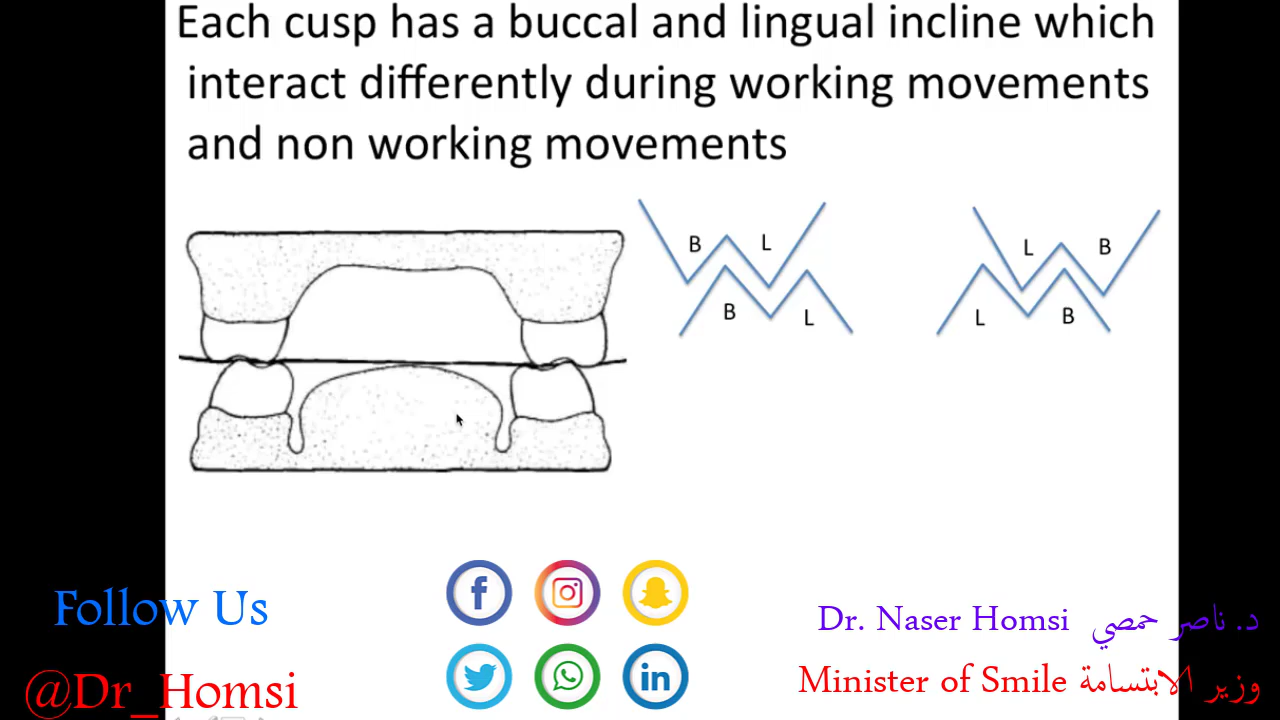 Each cusp has a buccal and lingual incline which
interact differently during working movements
and non working movements
B L
B L
L B
L B
Follow Us
@Dr_Homsi
f
in
Dr. Naser Homsi د. ناصر حمصي
Minister of Smile وزير الابتسامة